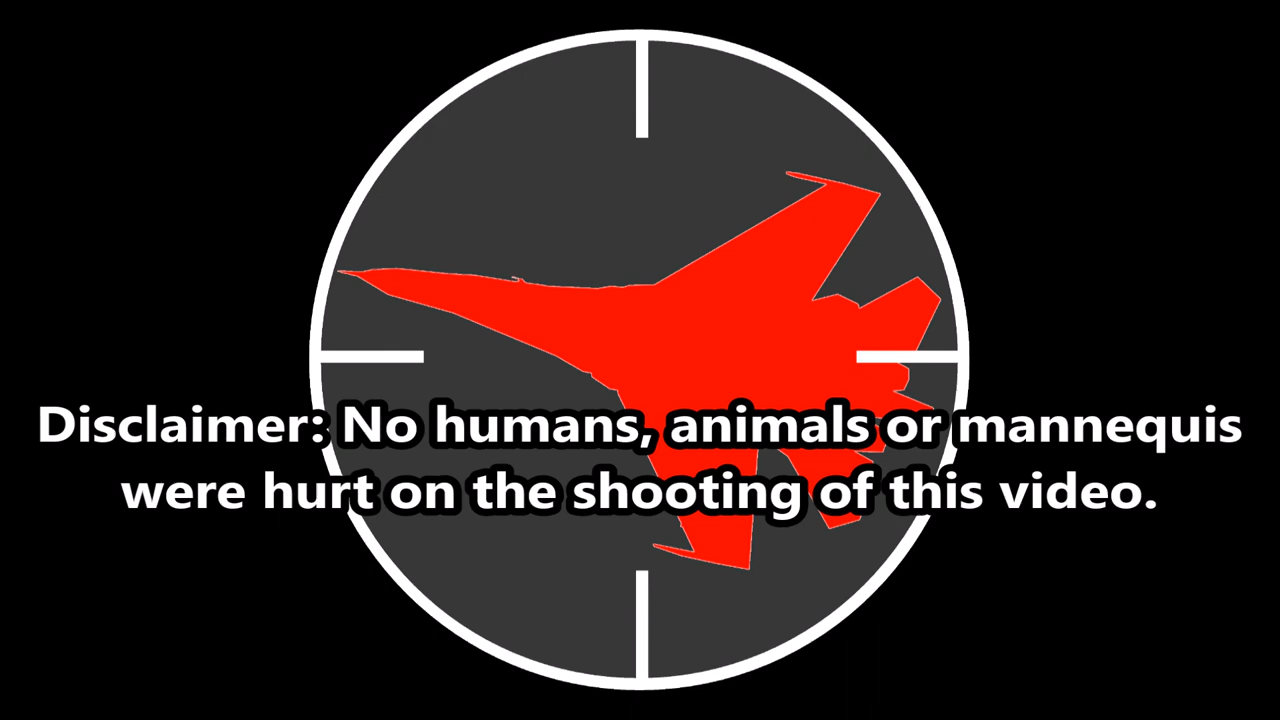 Disclaimer: No humans, animals or mannequis
were hurt on the shooting of this video.